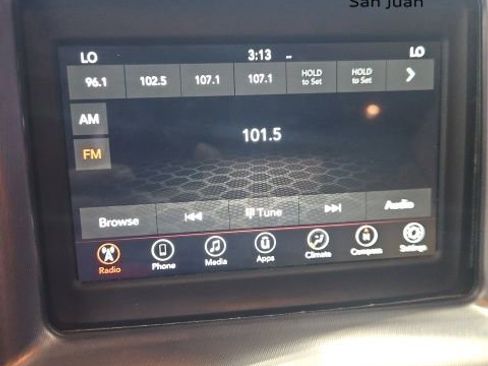 San Juan
LO 3:13 LO
96.1 102.5 107.1 107.1 HOLD to Set HOLD to Set
AM
101.5
FM
Browse Tune Audio
Radio Phone Media Apps Climate Compass Settings